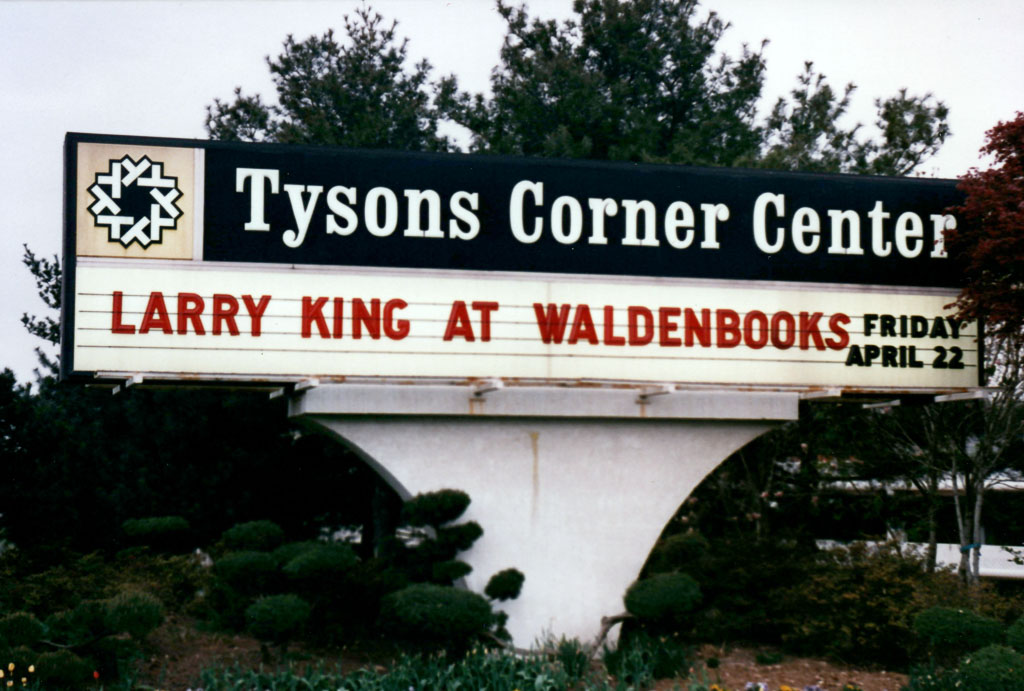 Tysons Corner Center
LARRY KING AT WALDENBOOKS FRIDAY
APRIL 22